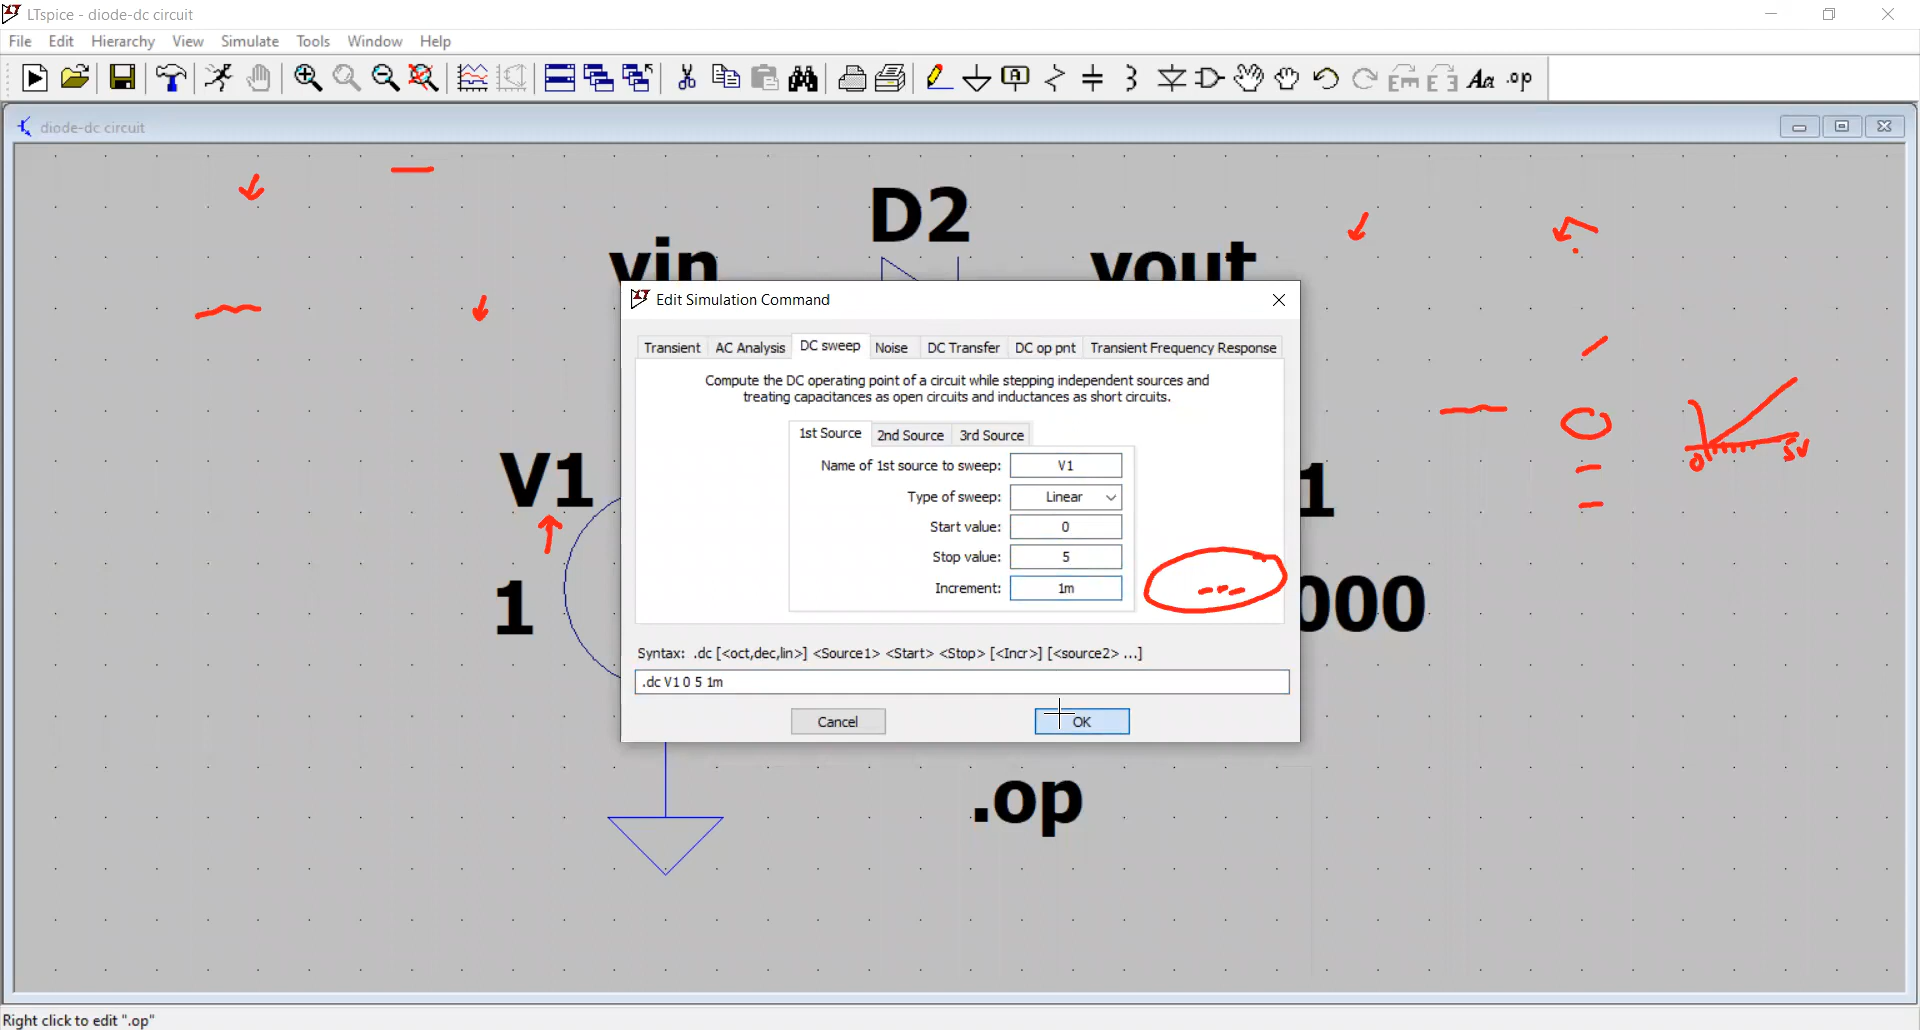 LTspice - diode-dc circuit
File Edit Hierarchy View Simulate Tools Window Help
Aa .op
diode-dc circuit
D2
vin
vout
Edit Simulation Command
Transient AC Analysis DC sweep Noise DC Transfer DC op pnt Transient Frequency Response
Compute the DC operating point of a circuit while stepping independent sources and
treating capacitances as open circuits and inductances as short circuits.
1st Source 2nd Source 3rd Source
Name of 1st source to sweep: V1
Type of sweep: Linear
Start value: 0
Stop value: 5
Increment: 1m
Syntax: .dc [<oct,dec,lin>] <Source1> <Start> <Stop> [<Incr>] [<source2> ...]
.dc V1 0 5 1m
Cancel OK
V1
1
1
000
0 5V
.op
Right click to edit ".op"